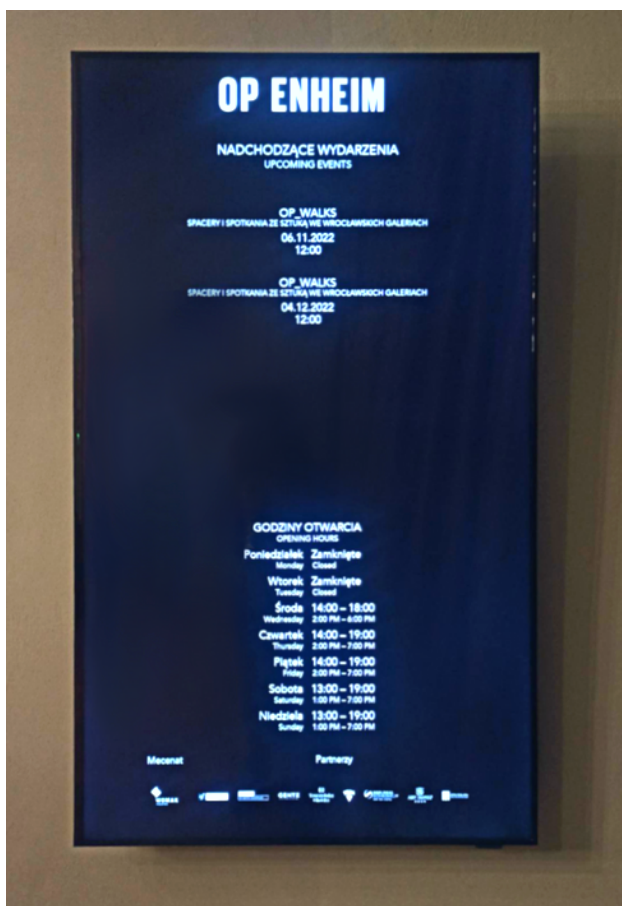 OP ENHEIM
NADCHODZĄCE WYDARZENIA
UPCOMING EVENTS
OP_WALKS
SPACERY I SPOTKANIA ZE SZTUKĄ WE WROCŁAWSKICH GALERIACH
06.11.2022
12:00
OP_WALKS
SPACERY I SPOTKANIA ZE SZTUKĄ WE WROCŁAWSKICH GALERIACH
04.12.2022
12:00
GODZINY OTWARCIA
OPENING HOURS
Poniedziałek Zamknięte
Monday Closed
Wtorek Zamknięte
Tuesday Closed
Środa 14:00 – 18:00
Wednesday 2:00 PM – 6:00 PM
Czwartek 14:00 – 19:00
Thursday 2:00 PM – 7:00 PM
Piątek 14:00 – 19:00
Friday 2:00 PM – 7:00 PM
Sobota 13:00 – 19:00
Saturday 1:00 PM – 7:00 PM
Niedziela 13:00 – 19:00
Sunday 1:00 PM – 7:00 PM
Mecenat Partnerzy